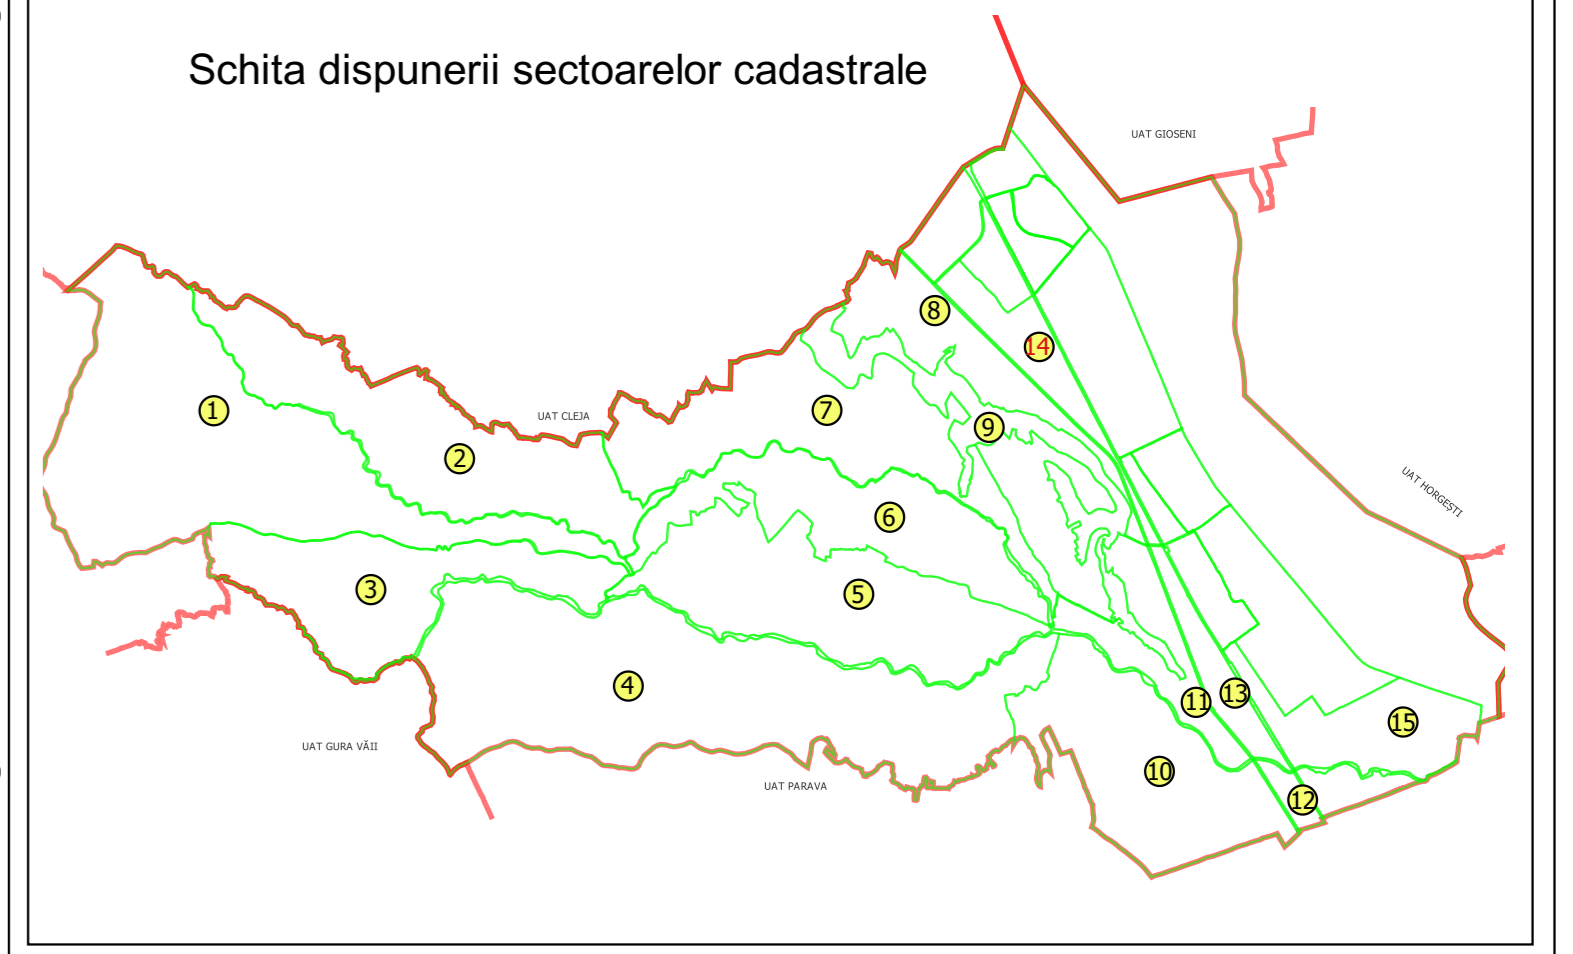 Schita dispunerii sectoarelor cadastrale
UAT GIOSENI
8
14
1
7
UAT CLEJA
9
2
UAT HORGEȘTI
6
3
5
4
13
11
15
UAT GURA VĂII
10
UAT PARAVA
12